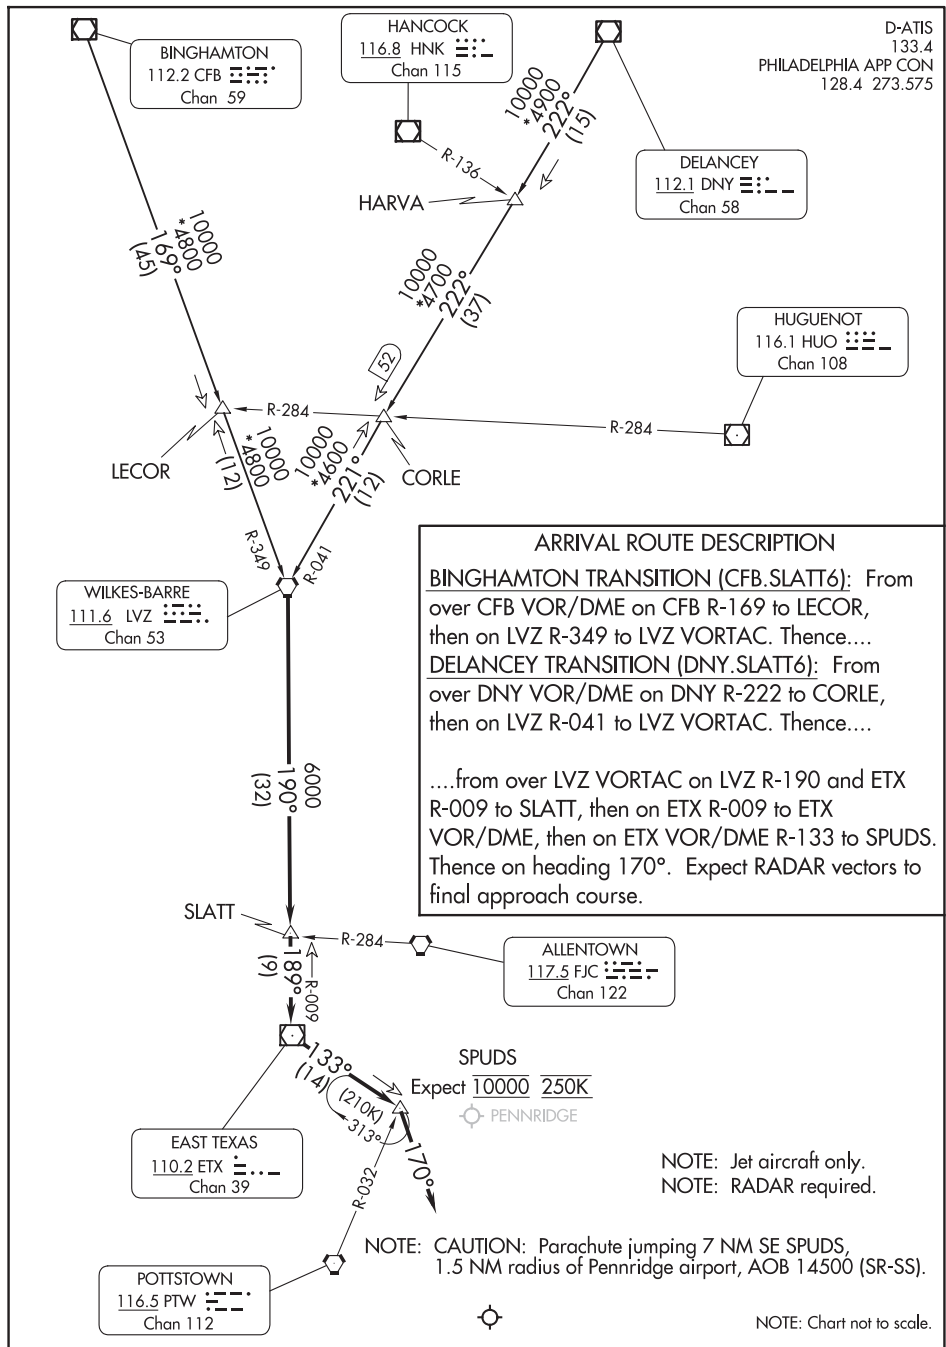 D-ATIS
133.4
PHILADELPHIA APP CON
128.4 273.575
BINGHAMTON
112.2 CFB
Chan 59
HANCOCK
116.8 HNK
Chan 115
DELANCEY
112.1 DNY
Chan 58
10000
*4900
222°
(15)
R-136
HARVA
10000
*4800
169°
(45)
10000
*4700
222°
(37)
HUGUENOT
116.1 HUO
Chan 108
52
R-284
R-284
LECOR
CORLE
10000
*4800
(12)
10000
*4600
221°
(12)
R-349
R-041
WILKES-BARRE
111.6 LVZ
Chan 53
ARRIVAL ROUTE DESCRIPTION
BINGHAMTON TRANSITION (CFB.SLATT6): From
over CFB VOR/DME on CFB R-169 to LECOR,
then on LVZ R-349 to LVZ VORTAC. Thence....
DELANCEY TRANSITION (DNY.SLATT6): From
over DNY VOR/DME on DNY R-222 to CORLE,
then on LVZ R-041 to LVZ VORTAC. Thence....
....from over LVZ VORTAC on LVZ R-190 and ETX
R-009 to SLATT, then on ETX R-009 to ETX
VOR/DME, then on ETX VOR/DME R-133 to SPUDS.
Thence on heading 170°. Expect RADAR vectors to
final approach course.
6000
190°
(32)
SLATT
R-284
ALLENTOWN
117.5 FJC
Chan 122
189°
(9)
R-009
133°
(14)
SPUDS
Expect 10000 250K
PENNRIDGE
(210K)
313°
170°
EAST TEXAS
110.2 ETX
Chan 39
R-032
POTTSTOWN
116.5 PTW
Chan 112
NOTE: Jet aircraft only.
NOTE: RADAR required.
NOTE: CAUTION: Parachute jumping 7 NM SE SPUDS,
1.5 NM radius of Pennridge airport, AOB 14500 (SR-SS).
NOTE: Chart not to scale.